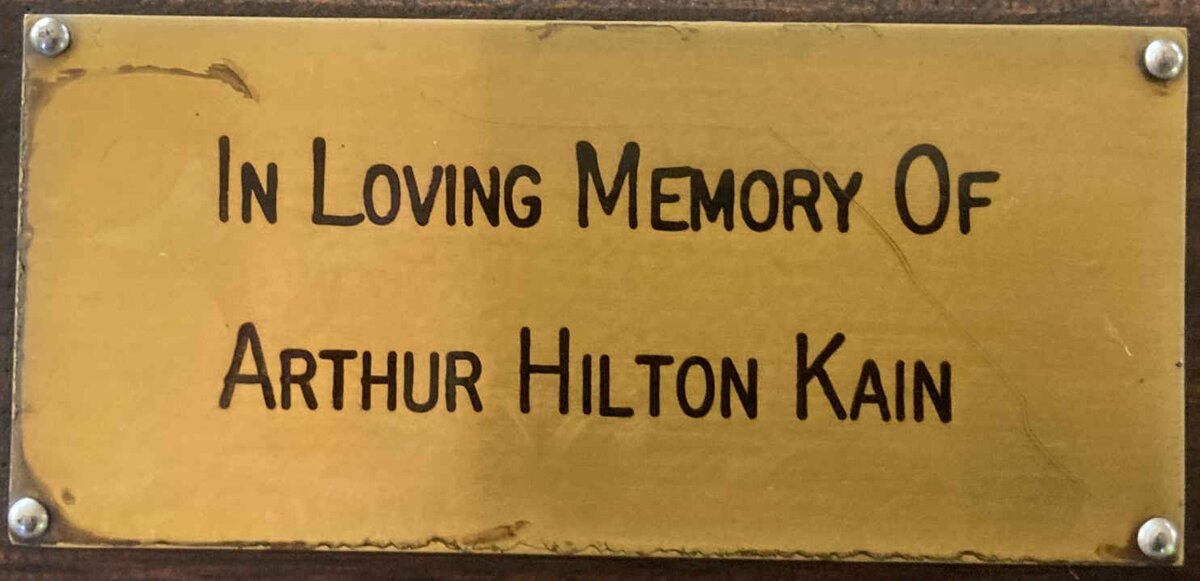 In Loving Memory Of
Arthur Hilton Kain